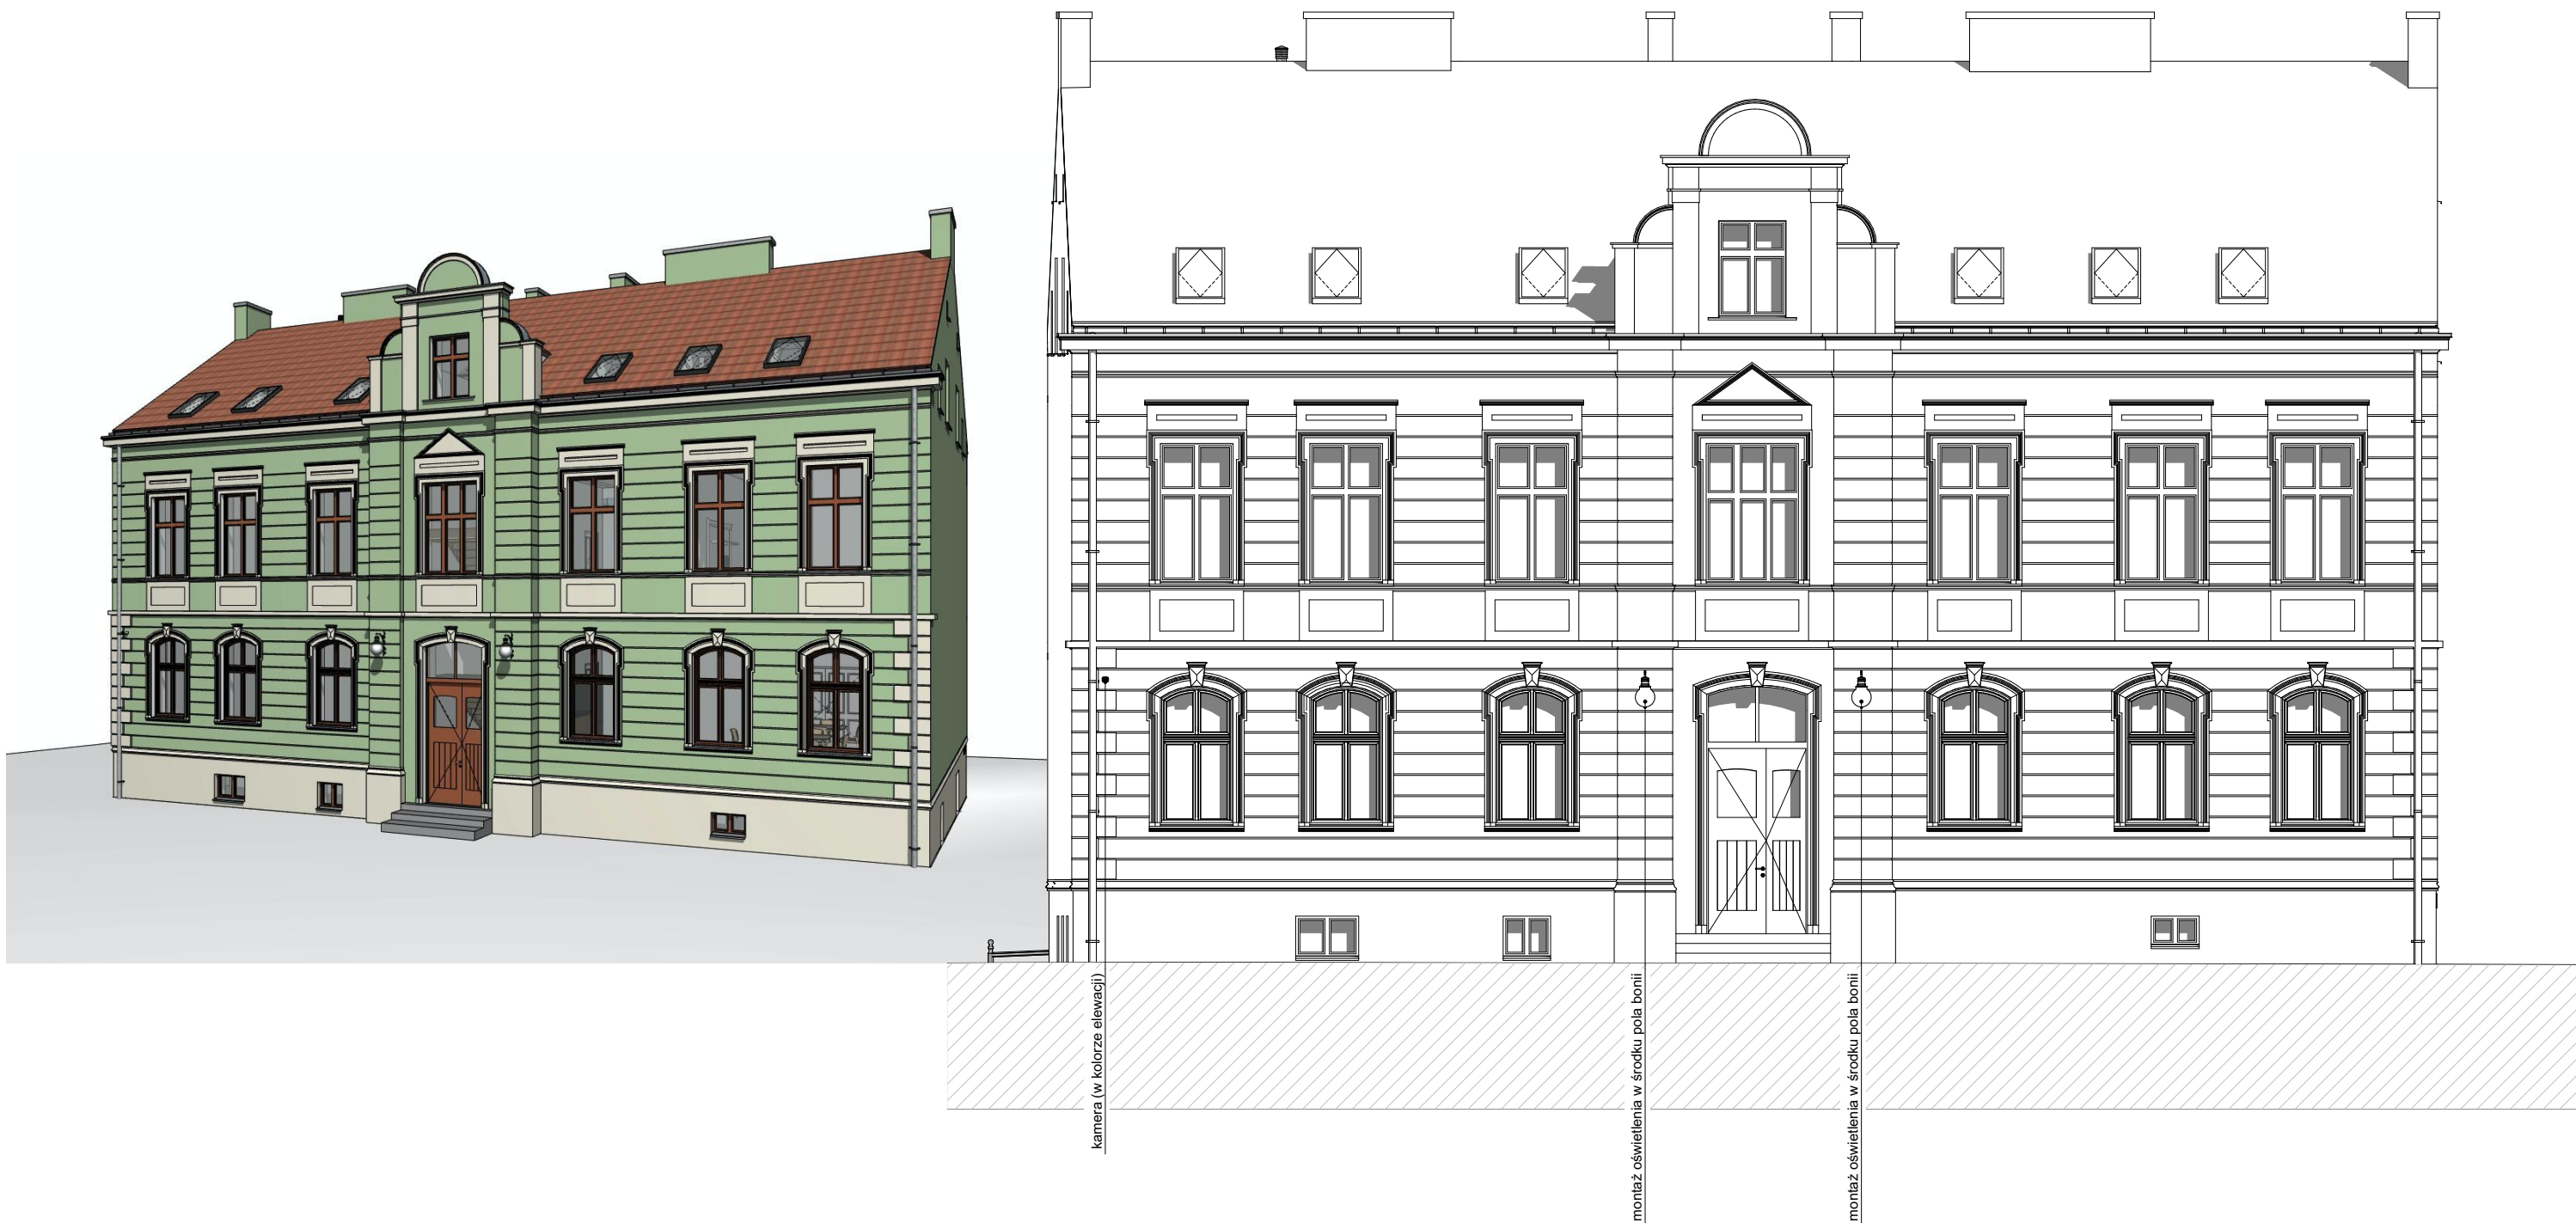 kamera (w kolorze elewacji)
montaż oświetlenia w środku pola bonii
montaż oświetlenia w środku pola bonii